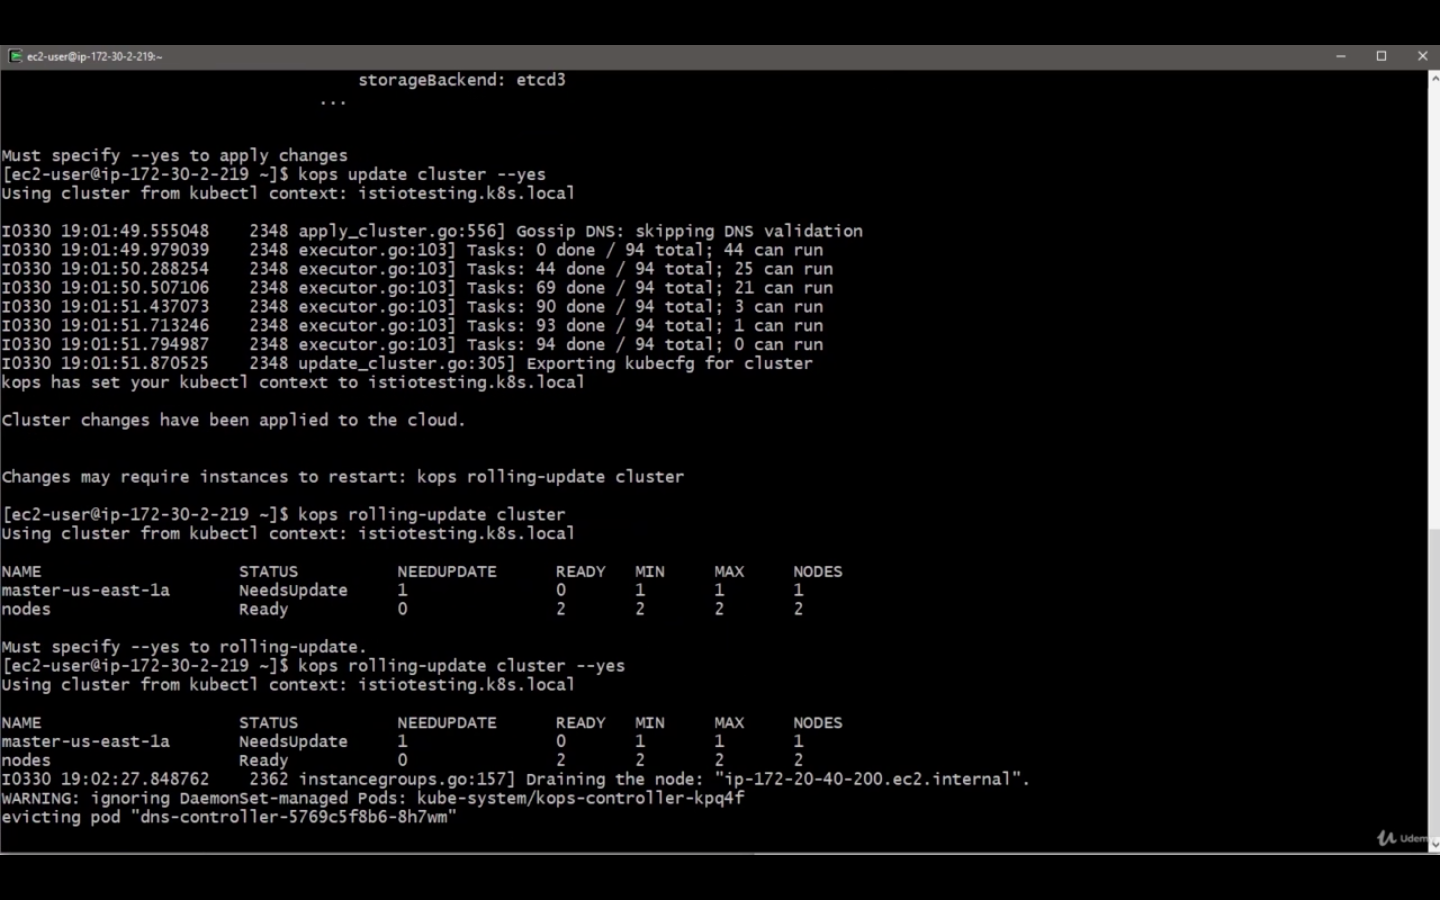 ec2-user@ip-172-30-2-219:~
storageBackend: etcd3
...
Must specify --yes to apply changes
[ec2-user@ip-172-30-2-219 ~]$ kops update cluster --yes
Using cluster from kubectl context: istiotesting.k8s.local
I0330 19:01:49.555048    2348 apply_cluster.go:556] Gossip DNS: skipping DNS validation
I0330 19:01:49.979039    2348 executor.go:103] Tasks: 0 done / 94 total; 44 can run
I0330 19:01:50.288254    2348 executor.go:103] Tasks: 44 done / 94 total; 25 can run
I0330 19:01:50.507106    2348 executor.go:103] Tasks: 69 done / 94 total; 21 can run
I0330 19:01:51.437073    2348 executor.go:103] Tasks: 90 done / 94 total; 3 can run
I0330 19:01:51.713246    2348 executor.go:103] Tasks: 93 done / 94 total; 1 can run
I0330 19:01:51.794987    2348 executor.go:103] Tasks: 94 done / 94 total; 0 can run
I0330 19:01:51.870525    2348 update_cluster.go:305] Exporting kubecfg for cluster
kops has set your kubectl context to istiotesting.k8s.local
Cluster changes have been applied to the cloud.
Changes may require instances to restart: kops rolling-update cluster
[ec2-user@ip-172-30-2-219 ~]$ kops rolling-update cluster
Using cluster from kubectl context: istiotesting.k8s.local
NAME                    STATUS          NEEDUPDATE      READY   MIN     MAX     NODES
master-us-east-1a       NeedsUpdate     1               0       1       1       1
nodes                   Ready           0               2       2       2       2
Must specify --yes to rolling-update.
[ec2-user@ip-172-30-2-219 ~]$ kops rolling-update cluster --yes
Using cluster from kubectl context: istiotesting.k8s.local
NAME                    STATUS          NEEDUPDATE      READY   MIN     MAX     NODES
master-us-east-1a       NeedsUpdate     1               0       1       1       1
nodes                   Ready           0               2       2       2       2
I0330 19:02:27.848762    2362 instancegroups.go:157] Draining the node: "ip-172-20-40-200.ec2.internal".
WARNING: ignoring DaemonSet-managed Pods: kube-system/kops-controller-kpq4f
evicting pod "dns-controller-5769c5f8b6-8h7wm"
Udemy